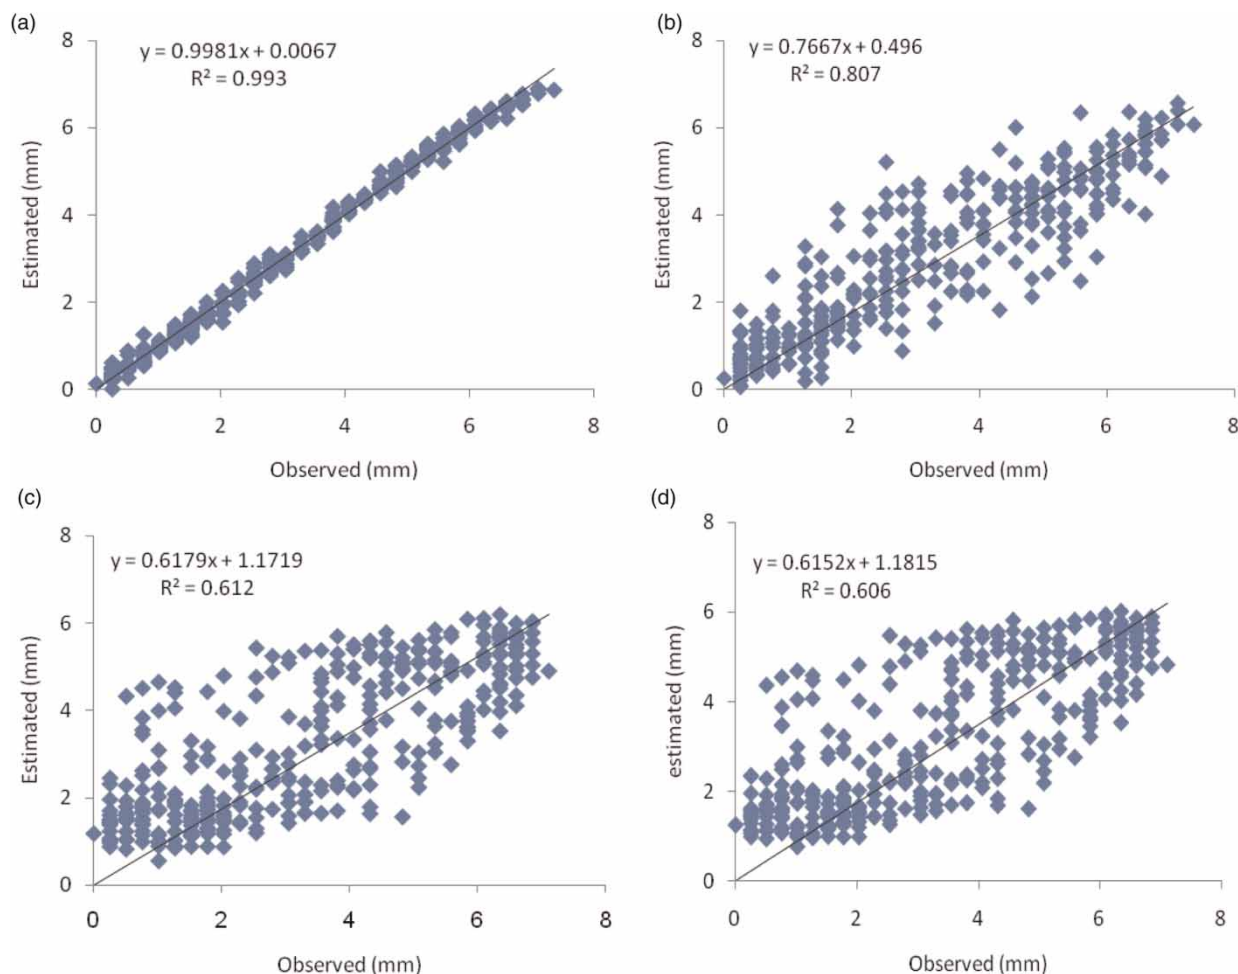 (a)
8
y = 0.9981x + 0.0067
R² = 0.993
6
Estimated (mm)
4
2
0
0 2 4 6 8
Observed (mm)
(b)
8
y = 0.7667x + 0.496
R² = 0.807
6
Estimated (mm)
4
2
0
0 2 4 6 8
Observed (mm)
(c)
8
y = 0.6179x + 1.1719
R² = 0.612
6
Estimated (mm)
4
2
0
0 2 4 6 8
Observed (mm)
(d)
8
y = 0.6152x + 1.1815
R² = 0.606
6
estimated (mm)
4
2
0
0 2 4 6 8
Observed (mm)